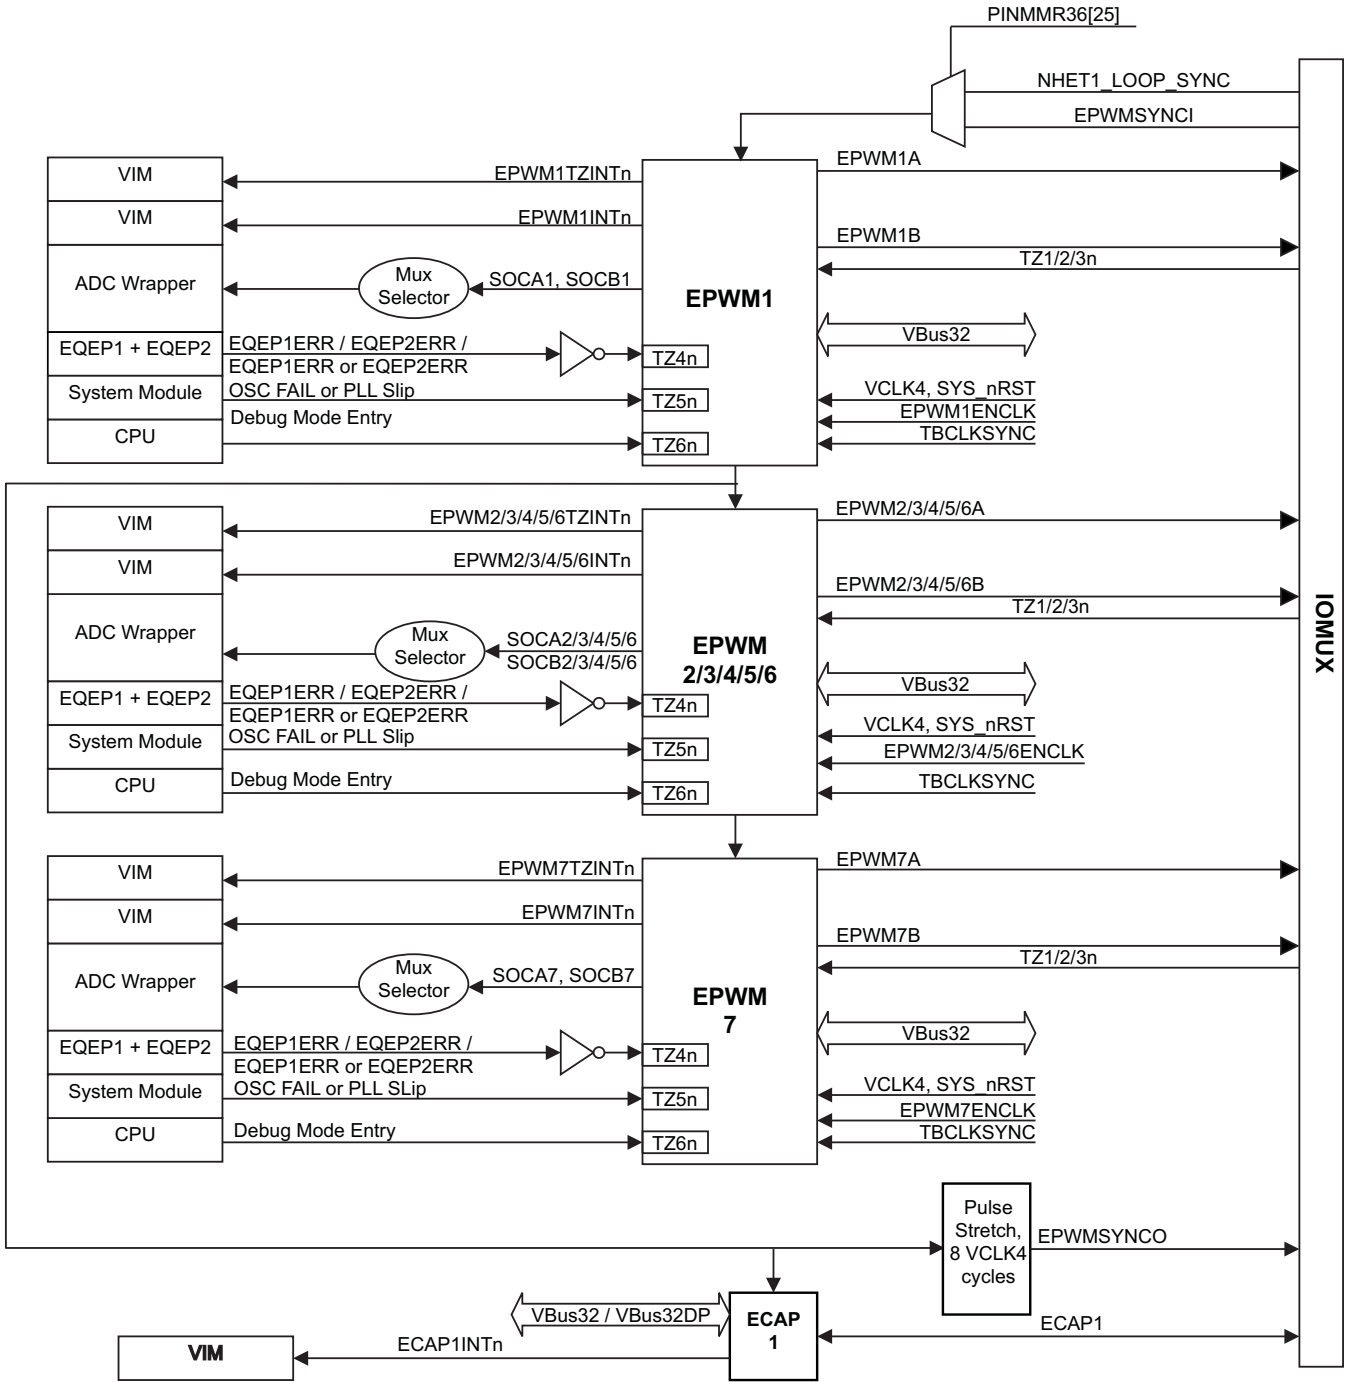 PINMMR36[25]
NHET1_LOOP_SYNC
EPWMSYNCI
VIM
EPWM1TZINTn
EPWM1A
VIM
EPWM1INTn
EPWM1B
TZ1/2/3n
ADC Wrapper
Mux
Selector
SOCA1, SOCB1
EPWM1
VBus32
EQEP1 + EQEP2
EQEP1ERR / EQEP2ERR /
EQEP1ERR or EQEP2ERR
TZ4n
System Module
OSC FAIL or PLL Slip
TZ5n
VCLK4, SYS_nRST
EPWM1ENCLK
TBCLKSYNC
CPU
Debug Mode Entry
TZ6n
VIM
EPWM2/3/4/5/6TZINTn
EPWM2/3/4/5/6A
VIM
EPWM2/3/4/5/6INTn
EPWM2/3/4/5/6B
TZ1/2/3n
IOMUX
ADC Wrapper
Mux
Selector
SOCA2/3/4/5/6
SOCB2/3/4/5/6
EPWM
2/3/4/5/6
VBus32
EQEP1 + EQEP2
EQEP1ERR / EQEP2ERR /
EQEP1ERR or EQEP2ERR
TZ4n
System Module
OSC FAIL or PLL Slip
TZ5n
VCLK4, SYS_nRST
EPWM2/3/4/5/6ENCLK
TBCLKSYNC
CPU
Debug Mode Entry
TZ6n
VIM
EPWM7TZINTn
EPWM7A
VIM
EPWM7INTn
EPWM7B
TZ1/2/3n
ADC Wrapper
Mux
Selector
SOCA7, SOCB7
EPWM
7
VBus32
EQEP1 + EQEP2
EQEP1ERR / EQEP2ERR /
EQEP1ERR or EQEP2ERR
TZ4n
System Module
OSC FAIL or PLL SLip
TZ5n
VCLK4, SYS_nRST
EPWM7ENCLK
TBCLKSYNC
CPU
Debug Mode Entry
TZ6n
Pulse
Stretch,
8 VCLK4
cycles
EPWMSYNCO
VBus32 / VBus32DP
ECAP
1
ECAP1
VIM
ECAP1INTn